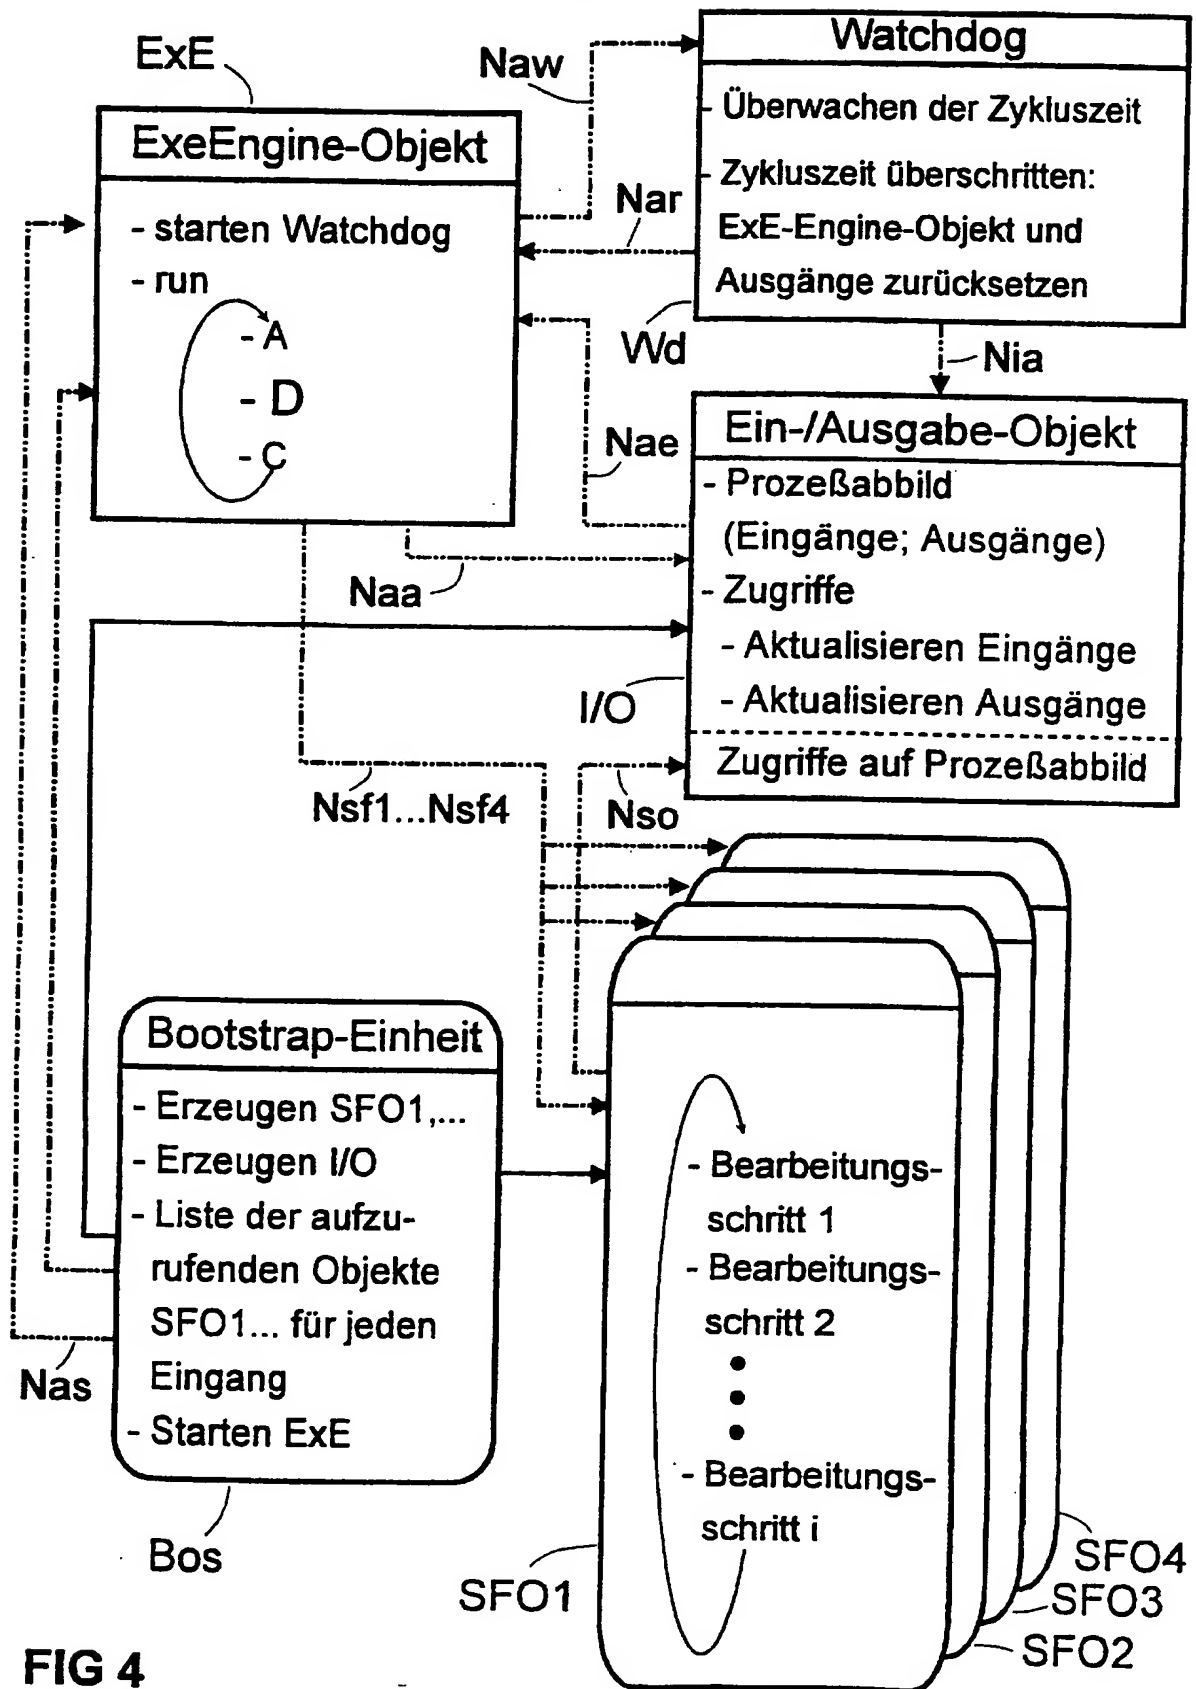 ExE
Naw
Watchdog
- Überwachen der Zykluszeit
- Zykluszeit überschritten:
ExE-Engine-Objekt und
Ausgänge zurücksetzen
ExeEngine-Objekt
- starten Watchdog
- run
- A
- D
- C
Nar
Wd
Nia
Nae
Naa
Ein-/Ausgabe-Objekt
- Prozeßabbild
(Eingänge; Ausgänge)
- Zugriffe
- Aktualisieren Eingänge
- Aktualisieren Ausgänge
Zugriffe auf Prozeßabbild
I/O
Nsf1...Nsf4
Nso
Bootstrap-Einheit
- Erzeugen SFO1,...
- Erzeugen I/O
- Liste der aufzu-
rufenden Objekte
SFO1... für jeden
Eingang
- Starten ExE
Nas
Bos
- Bearbeitungs-
schritt 1
- Bearbeitungs-
schritt 2
- Bearbeitungs-
schritt i
SFO1
SFO4
SFO3
SFO2
FIG 4